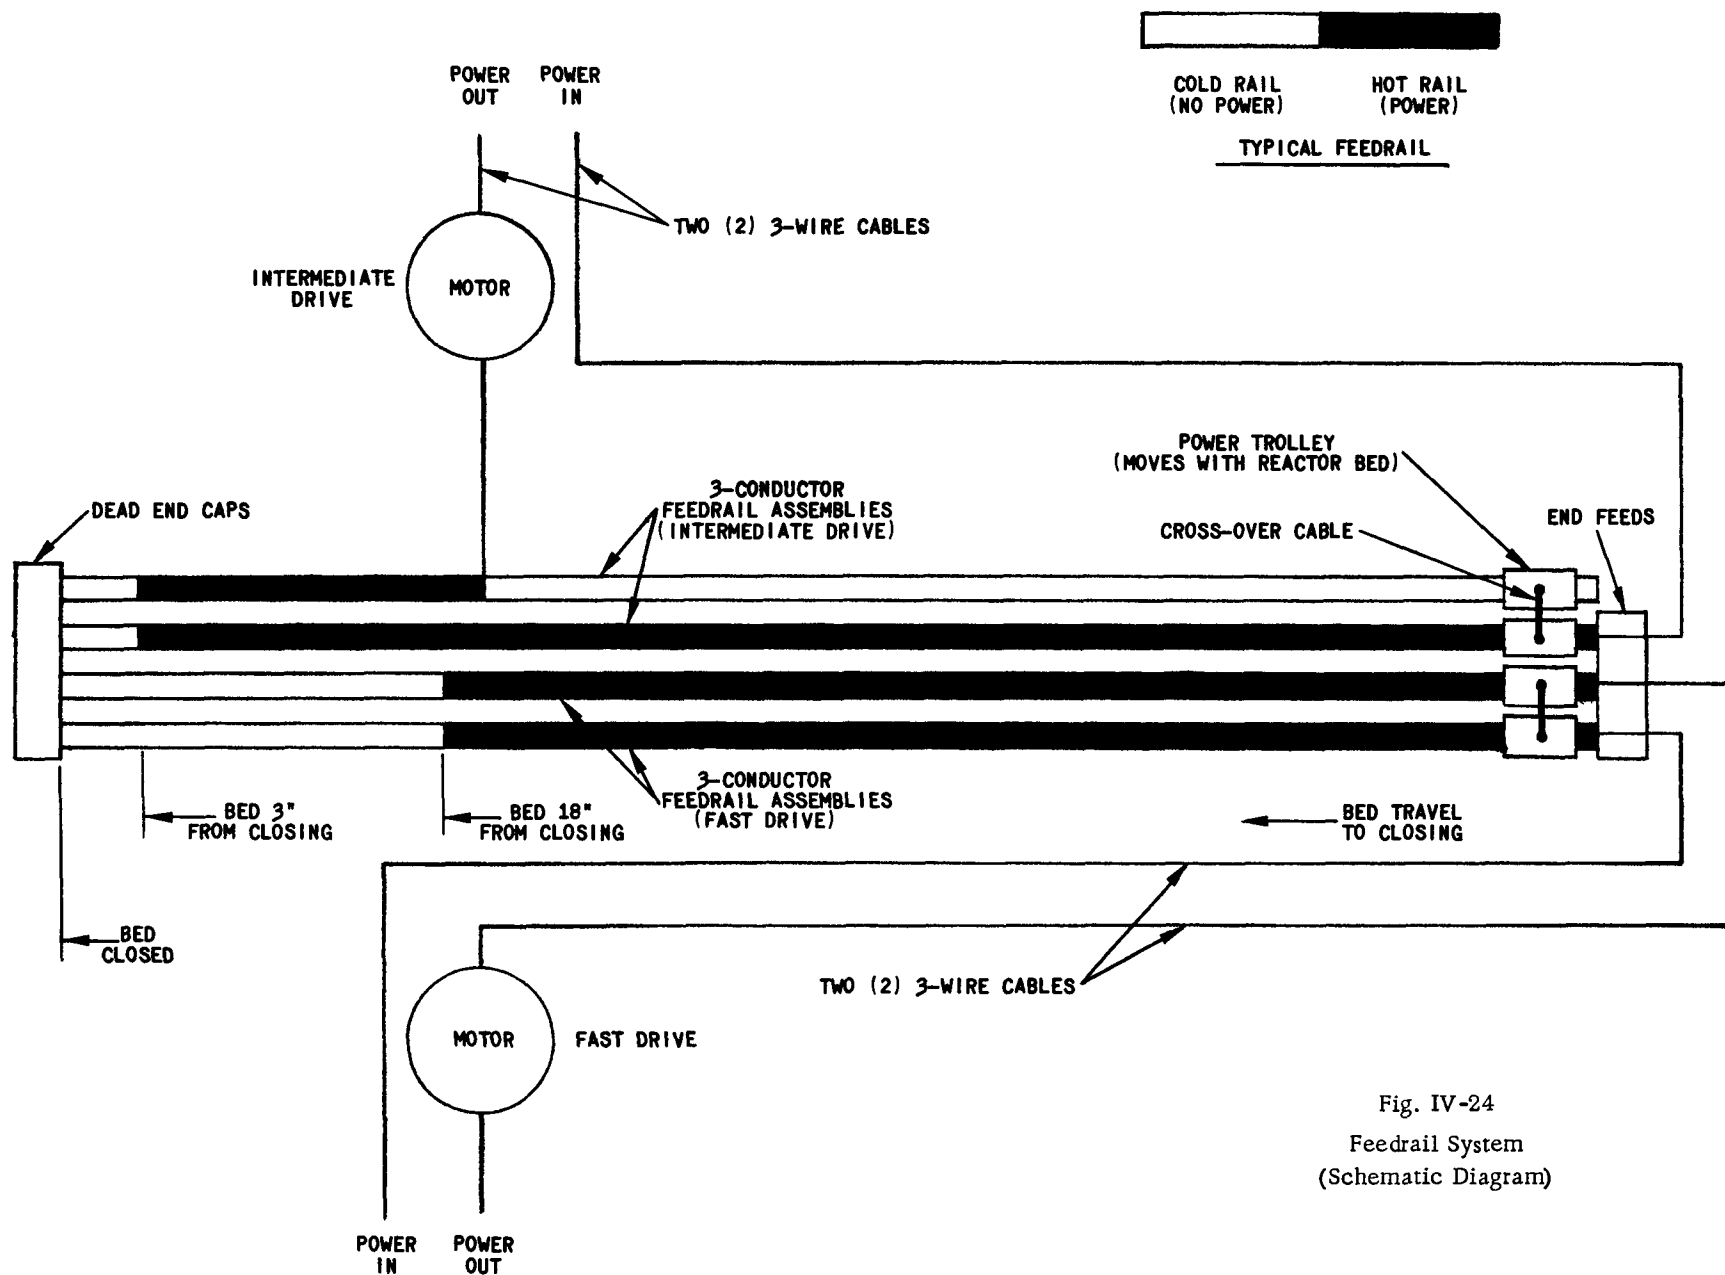 COLD RAIL
(NO POWER)
HOT RAIL
(POWER)
TYPICAL FEEDRAIL
POWER
OUT
POWER
IN
TWO (2) 3-WIRE CABLES
INTERMEDIATE
DRIVE
MOTOR
POWER TROLLEY
(MOVES WITH REACTOR BED)
3-CONDUCTOR
FEEDRAIL ASSEMBLIES
(INTERMEDIATE DRIVE)
DEAD END CAPS
CROSS-OVER CABLE
END FEEDS
3-CONDUCTOR
FEEDRAIL ASSEMBLIES
(FAST DRIVE)
BED 3"
FROM CLOSING
BED 18"
FROM CLOSING
BED TRAVEL
TO CLOSING
BED
CLOSED
TWO (2) 3-WIRE CABLES
MOTOR
FAST DRIVE
POWER
IN
POWER
OUT
Fig. IV-24
Feedrail System
(Schematic Diagram)